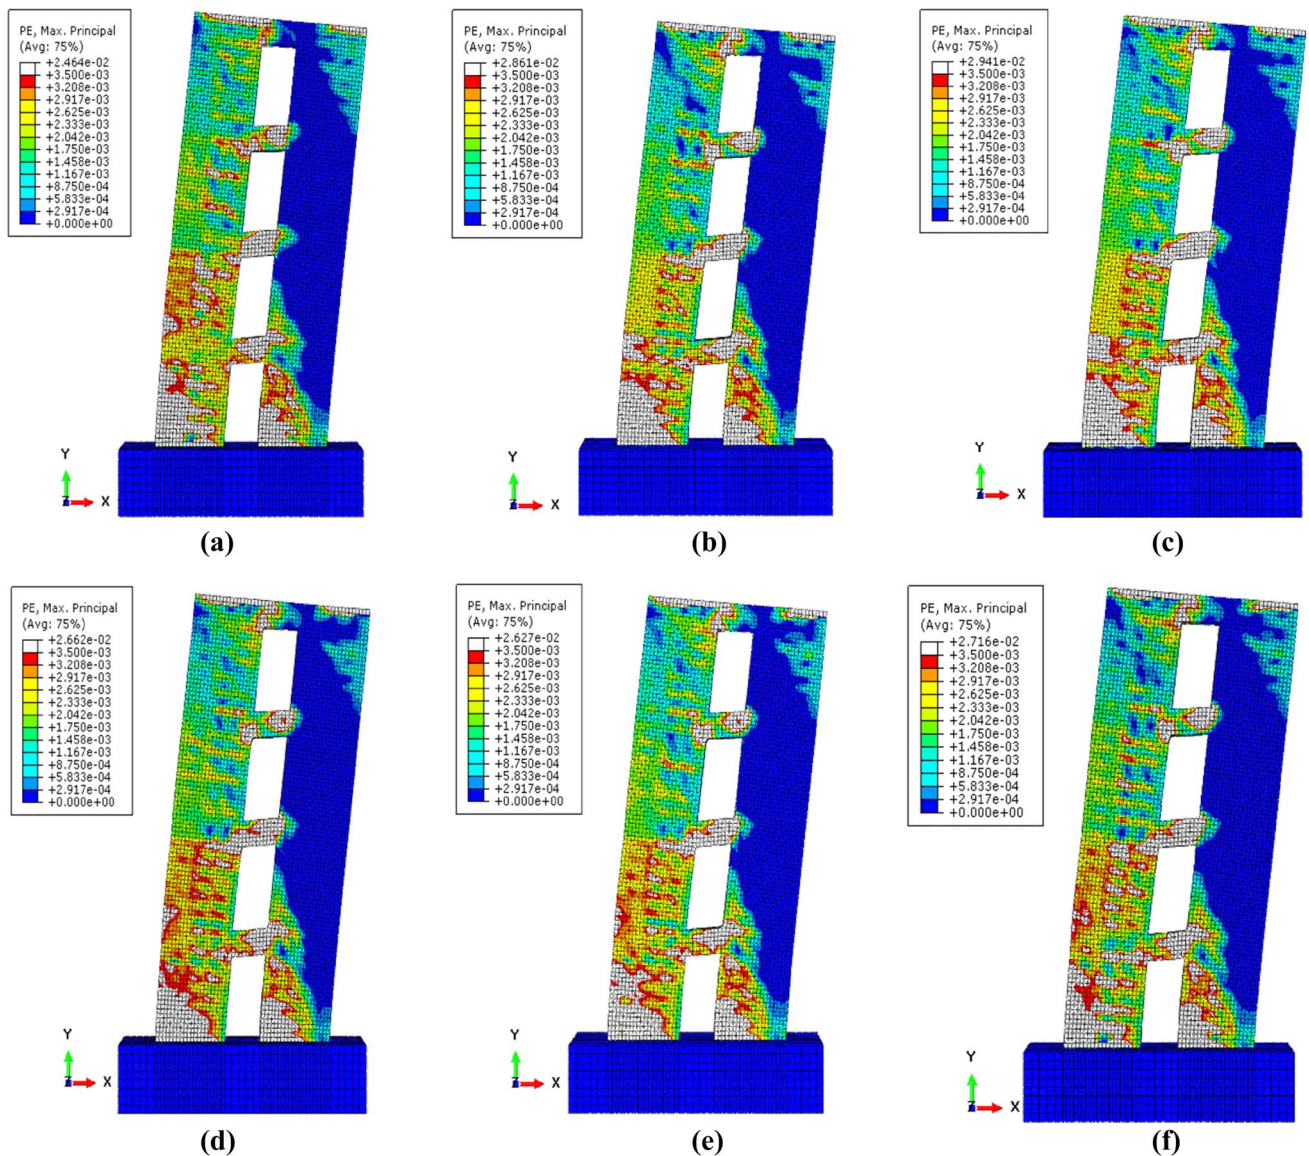 PE, Max. Principal
(Avg: 75%)
+2.464e-02
+3.500e-03
+3.208e-03
+2.917e-03
+2.625e-03
+2.333e-03
+2.042e-03
+1.750e-03
+1.458e-03
+1.167e-03
+8.750e-04
+5.833e-04
+2.917e-04
+0.000e+00
Y
Z
X
(a)
PE, Max. Principal
(Avg: 75%)
+2.861e-02
+3.500e-03
+3.208e-03
+2.917e-03
+2.625e-03
+2.333e-03
+2.042e-03
+1.750e-03
+1.458e-03
+1.167e-03
+8.750e-04
+5.833e-04
+2.917e-04
+0.000e+00
Y
Z
X
(b)
PE, Max. Principal
(Avg: 75%)
+2.941e-02
+3.500e-03
+3.208e-03
+2.917e-03
+2.625e-03
+2.333e-03
+2.042e-03
+1.750e-03
+1.458e-03
+1.167e-03
+8.750e-04
+5.833e-04
+2.917e-04
+0.000e+00
Y
Z
X
(c)
PE, Max. Principal
(Avg: 75%)
+2.662e-02
+3.500e-03
+3.208e-03
+2.917e-03
+2.625e-03
+2.333e-03
+2.042e-03
+1.750e-03
+1.458e-03
+1.167e-03
+8.750e-04
+5.833e-04
+2.917e-04
+0.000e+00
Y
Z
X
(d)
PE, Max. Principal
(Avg: 75%)
+2.627e-02
+3.500e-03
+3.208e-03
+2.917e-03
+2.625e-03
+2.333e-03
+2.042e-03
+1.750e-03
+1.458e-03
+1.167e-03
+8.750e-04
+5.833e-04
+2.917e-04
+0.000e+00
Y
Z
X
(e)
PE, Max. Principal
(Avg: 75%)
+2.716e-02
+3.500e-03
+3.208e-03
+2.917e-03
+2.625e-03
+2.333e-03
+2.042e-03
+1.750e-03
+1.458e-03
+1.167e-03
+8.750e-04
+5.833e-04
+2.917e-04
+0.000e+00
Y
Z
X
(f)